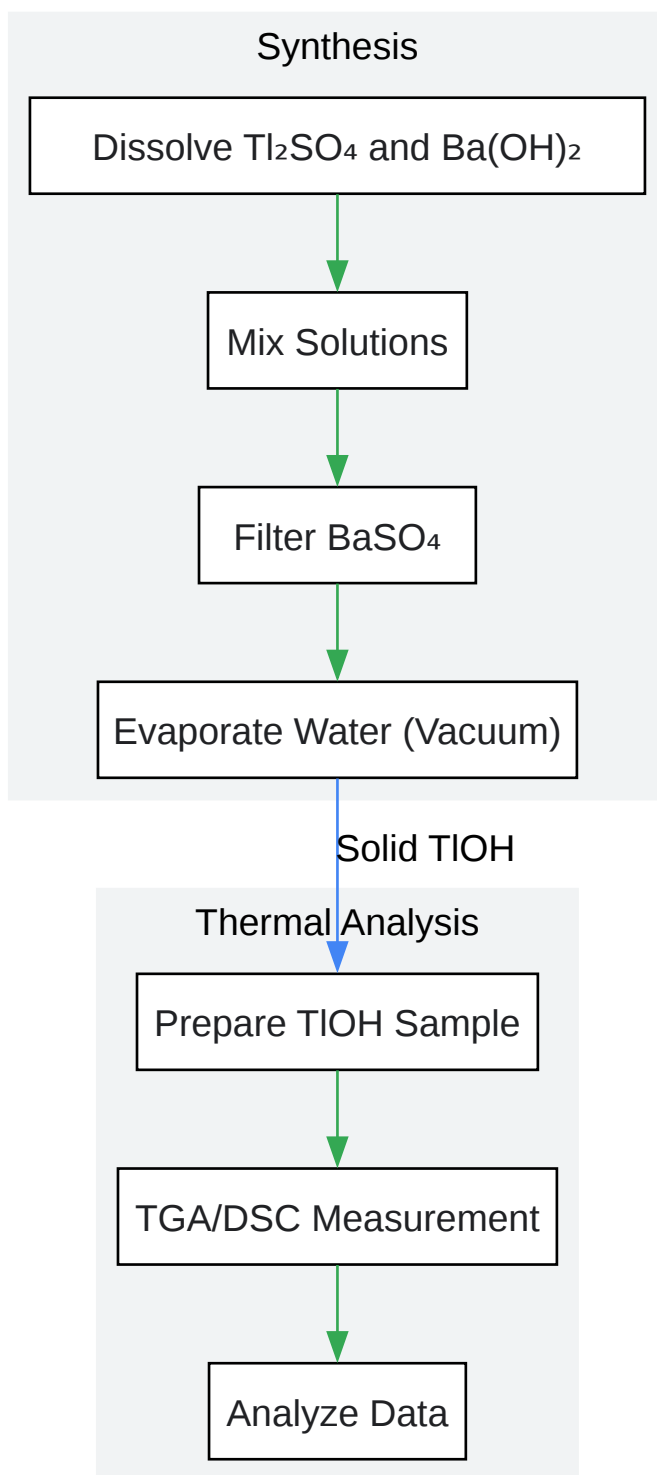 Synthesis
Dissolve Tl₂SO₄ and Ba(OH)₂
Mix Solutions
Filter BaSO₄
Evaporate Water (Vacuum)
Solid TlOH
Thermal Analysis
Prepare TlOH Sample
TGA/DSC Measurement
Analyze Data